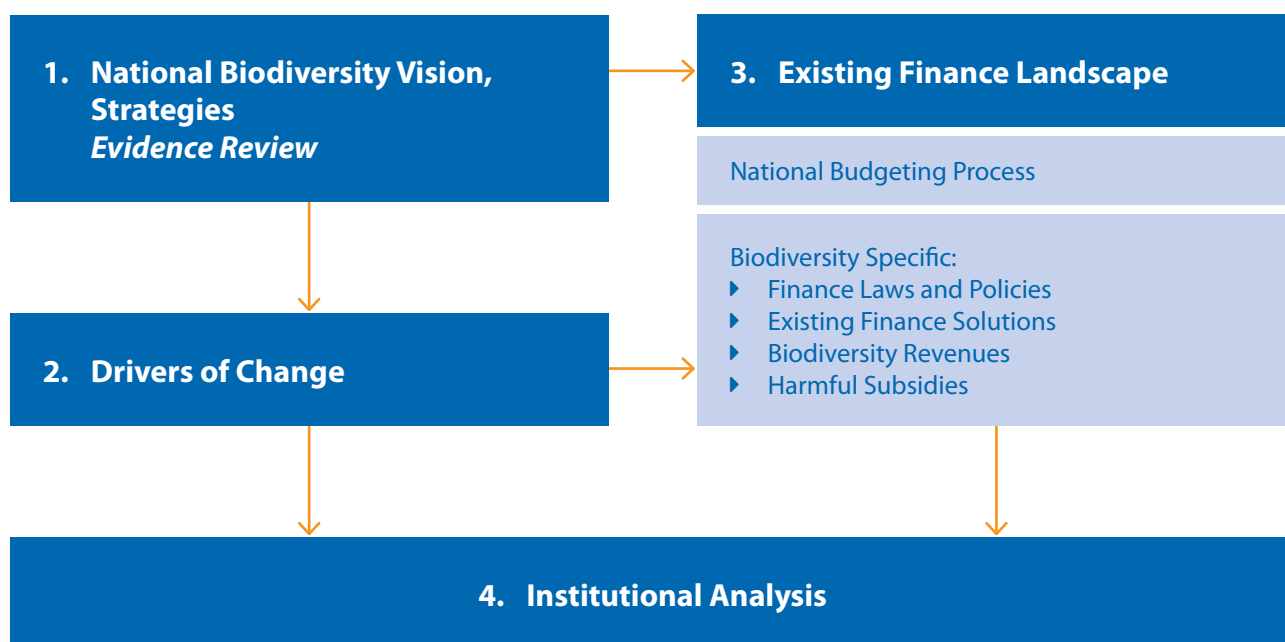 1. National Biodiversity Vision,
Strategies
Evidence Review
3. Existing Finance Landscape
National Budgeting Process
Biodiversity Specific:
Finance Laws and Policies
Existing Finance Solutions
Biodiversity Revenues
Harmful Subsidies
2. Drivers of Change
4. Institutional Analysis